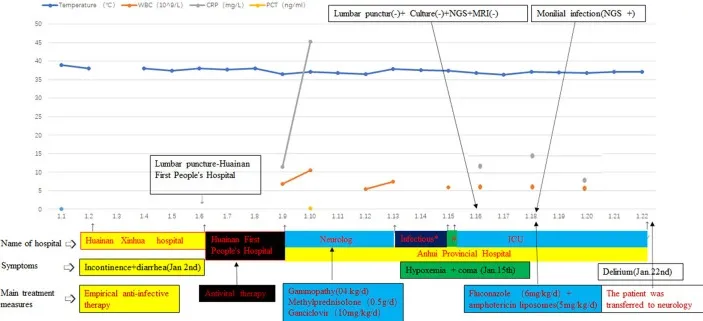 Temperature (℃) WBC (10^9/L) CRP (mg/L) PCT (ng/ml)
Lumbar punctur(-)+ Culture(-)+NGS+MRI(-)
Monilial infection(NGS +)
50
45
40
35
30
25
20
15
10
5
0
Lumbar puncture-Huainan
First People's Hospital
1.1 1.2 1.3 1.4 1.5 1.6 1.7 1.8 1.9 1.10 1.11 1.12 1.13 1.14 1.15 1.16 1.17 1.18 1.19 1.20 1.21 1.22
Name of hospital
Huainan Xinhua hospital
Huainan First
People's Hospital
Neurolog
Infectious*
*
ICU
Anhui Provincial Hospital
Symptoms
Incontinence+diarrhea(Jan 2nd)
Hypoxemia + coma (Jan.15th)
Delirium(Jan.22nd)
Main treatment
measures
Empirical anti-infective
therapy
Antiviral therapy
Gammopathy(04.kg/d)
Methylprednisolone (0.5g/d)
Ganciclovir (10mg/kg/d)
Fluconazole (6mg/kg/d) +
amphotericin liposomes(5mg/kg/d)
The patient was
transferred to neurology